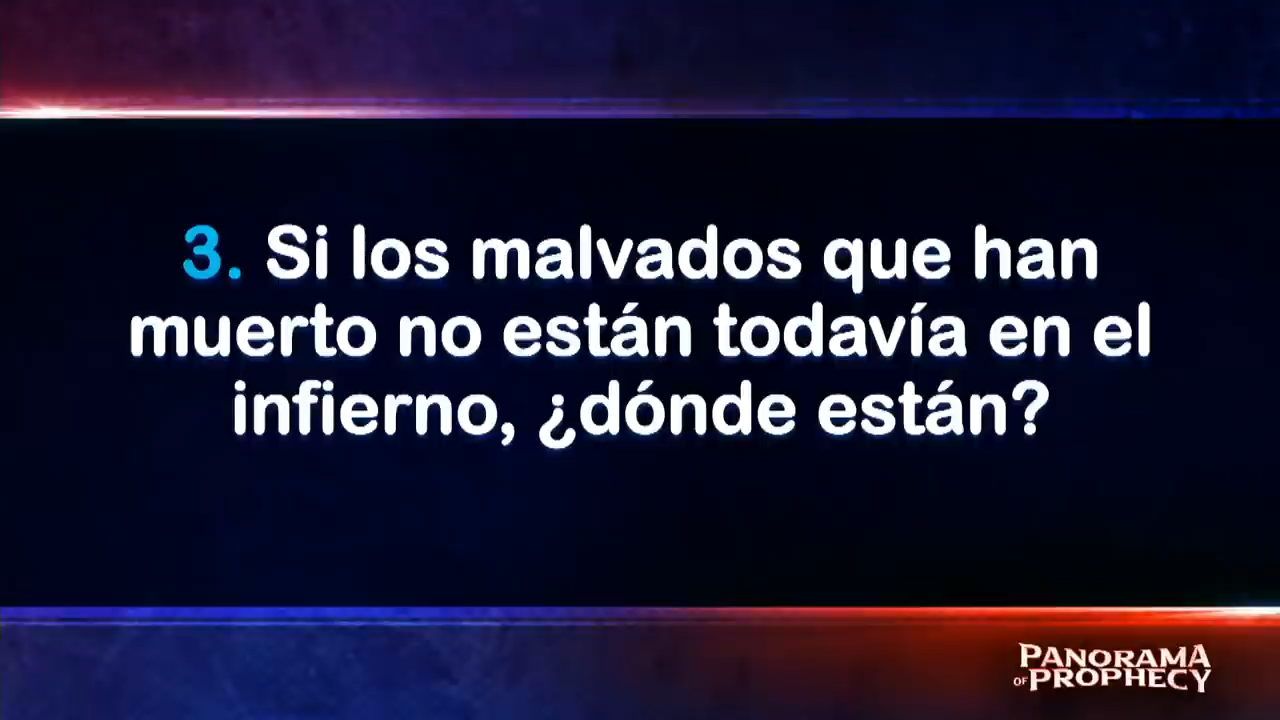 3. Si los malvados que han
muerto no están todavía en el
infierno, ¿dónde están?
PANORAMA
OF PROPHECY